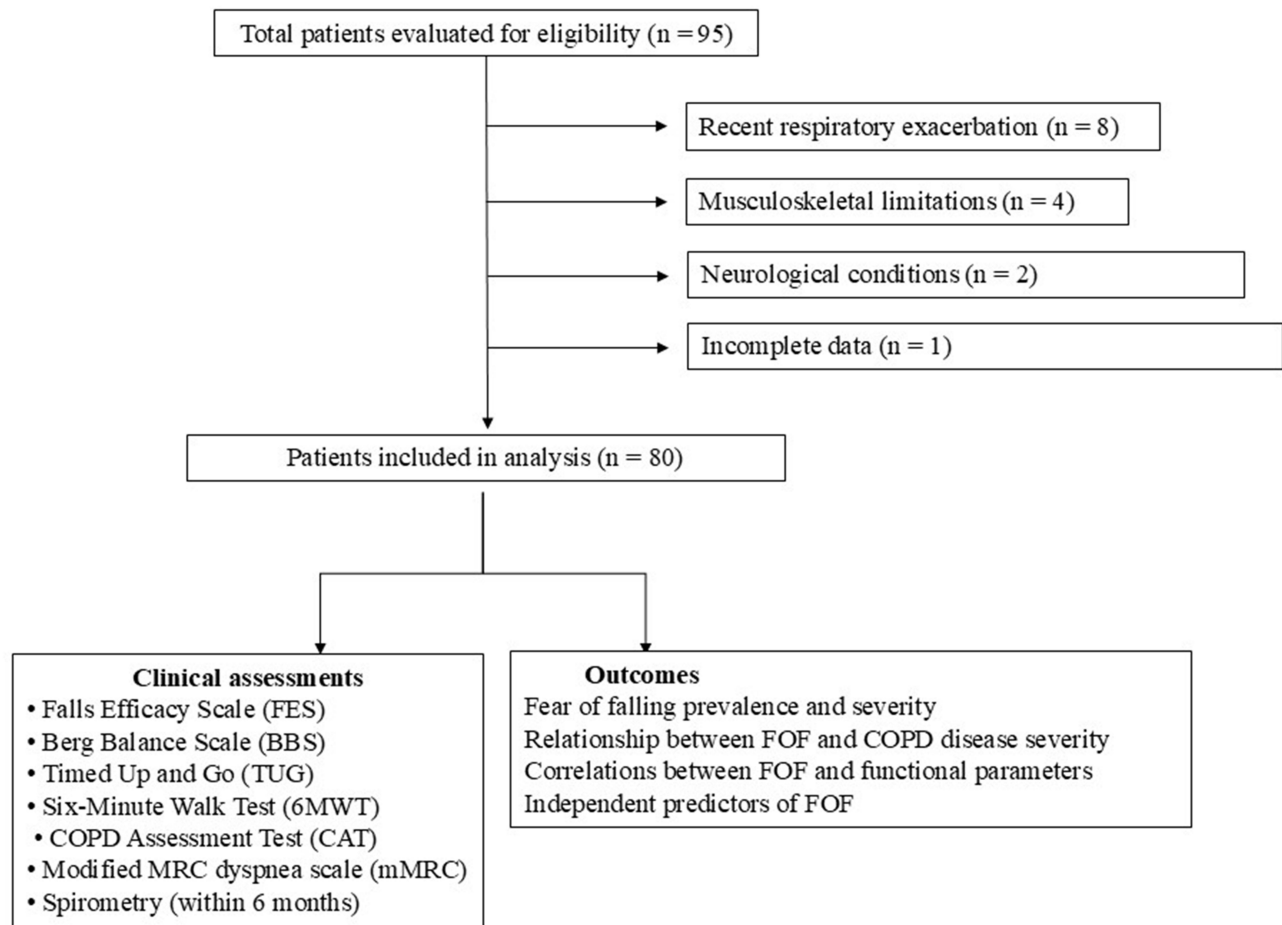 Total patients evaluated for eligibility (n = 95)
Recent respiratory exacerbation (n = 8)
Musculoskeletal limitations (n = 4)
Neurological conditions (n = 2)
Incomplete data (n = 1)
Patients included in analysis (n = 80)
Clinical assessments
• Falls Efficacy Scale (FES)
• Berg Balance Scale (BBS)
• Timed Up and Go (TUG)
• Six-Minute Walk Test (6MWT)
• COPD Assessment Test (CAT)
• Modified MRC dyspnea scale (mMRC)
• Spirometry (within 6 months)
Outcomes
Fear of falling prevalence and severity
Relationship between FOF and COPD disease severity
Correlations between FOF and functional parameters
Independent predictors of FOF